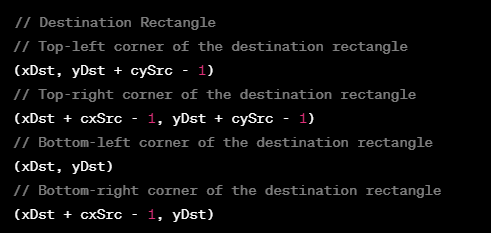 // Destination Rectangle
// Top-left corner of the destination rectangle
(xDst, yDst + cySrc - 1)
// Top-right corner of the destination rectangle
(xDst + cxSrc - 1, yDst + cySrc - 1)
// Bottom-left corner of the destination rectangle
(xDst, yDst)
// Bottom-right corner of the destination rectangle
(xDst + cxSrc - 1, yDst)